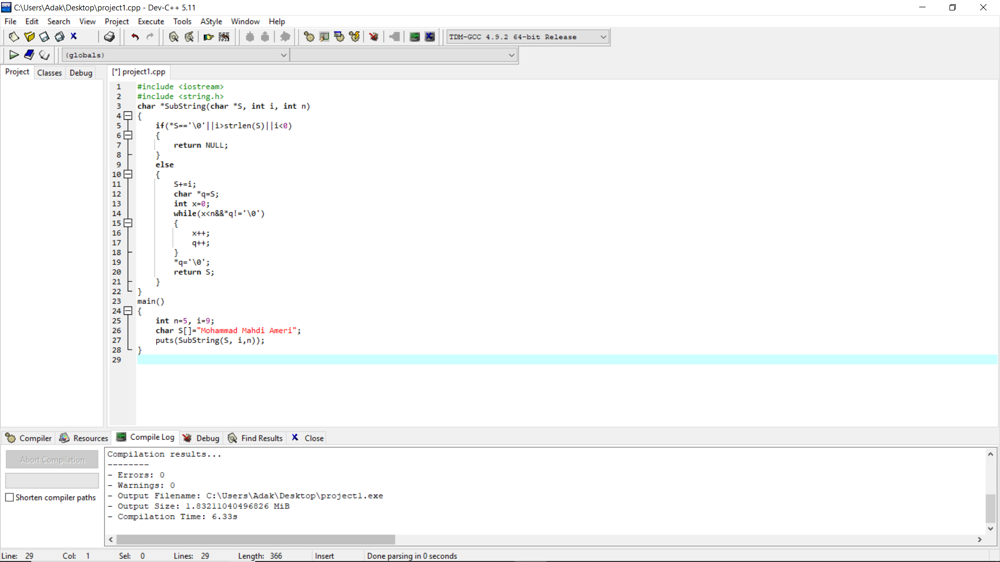 C:\Users\Adak\Desktop\project1.cpp - Dev-C++ 5.11
File Edit Search View Project Execute Tools AStyle Window Help
TDM-GCC 4.9.2 64-bit Release
(globals)
Project Classes Debug [*] project1.cpp
1 #include <iostream>
2 #include <string.h>
3 char *SubString(char *S, int i, int n)
4 {
5 if(*S=='\0'||i>strlen(S)||i<0)
6 {
7 return NULL;
8 }
9 else
10 {
11 S+=i;
12 char *q=S;
13 int x=0;
14 while(x<n&&*q!='\0')
15 {
16 x++;
17 q++;
18 }
19 *q='\0';
20 return S;
21 }
22 }
23 main()
24 {
25 int n=5, i=9;
26 char S[]="Mohammad Mahdi Ameri";
27 puts(SubString(S, i,n));
28 }
29
Compiler Resources Compile Log Debug Find Results Close
Abort Compilation
Shorten compiler paths
Compilation results...
--------
- Errors: 0
- Warnings: 0
- Output Filename: C:\Users\Adak\Desktop\project1.exe
- Output Size: 1.83211040496826 MiB
- Compilation Time: 6.33s
Line: 29 Col: 1 Sel: 0 Lines: 29 Length: 366 Insert Done parsing in 0 seconds